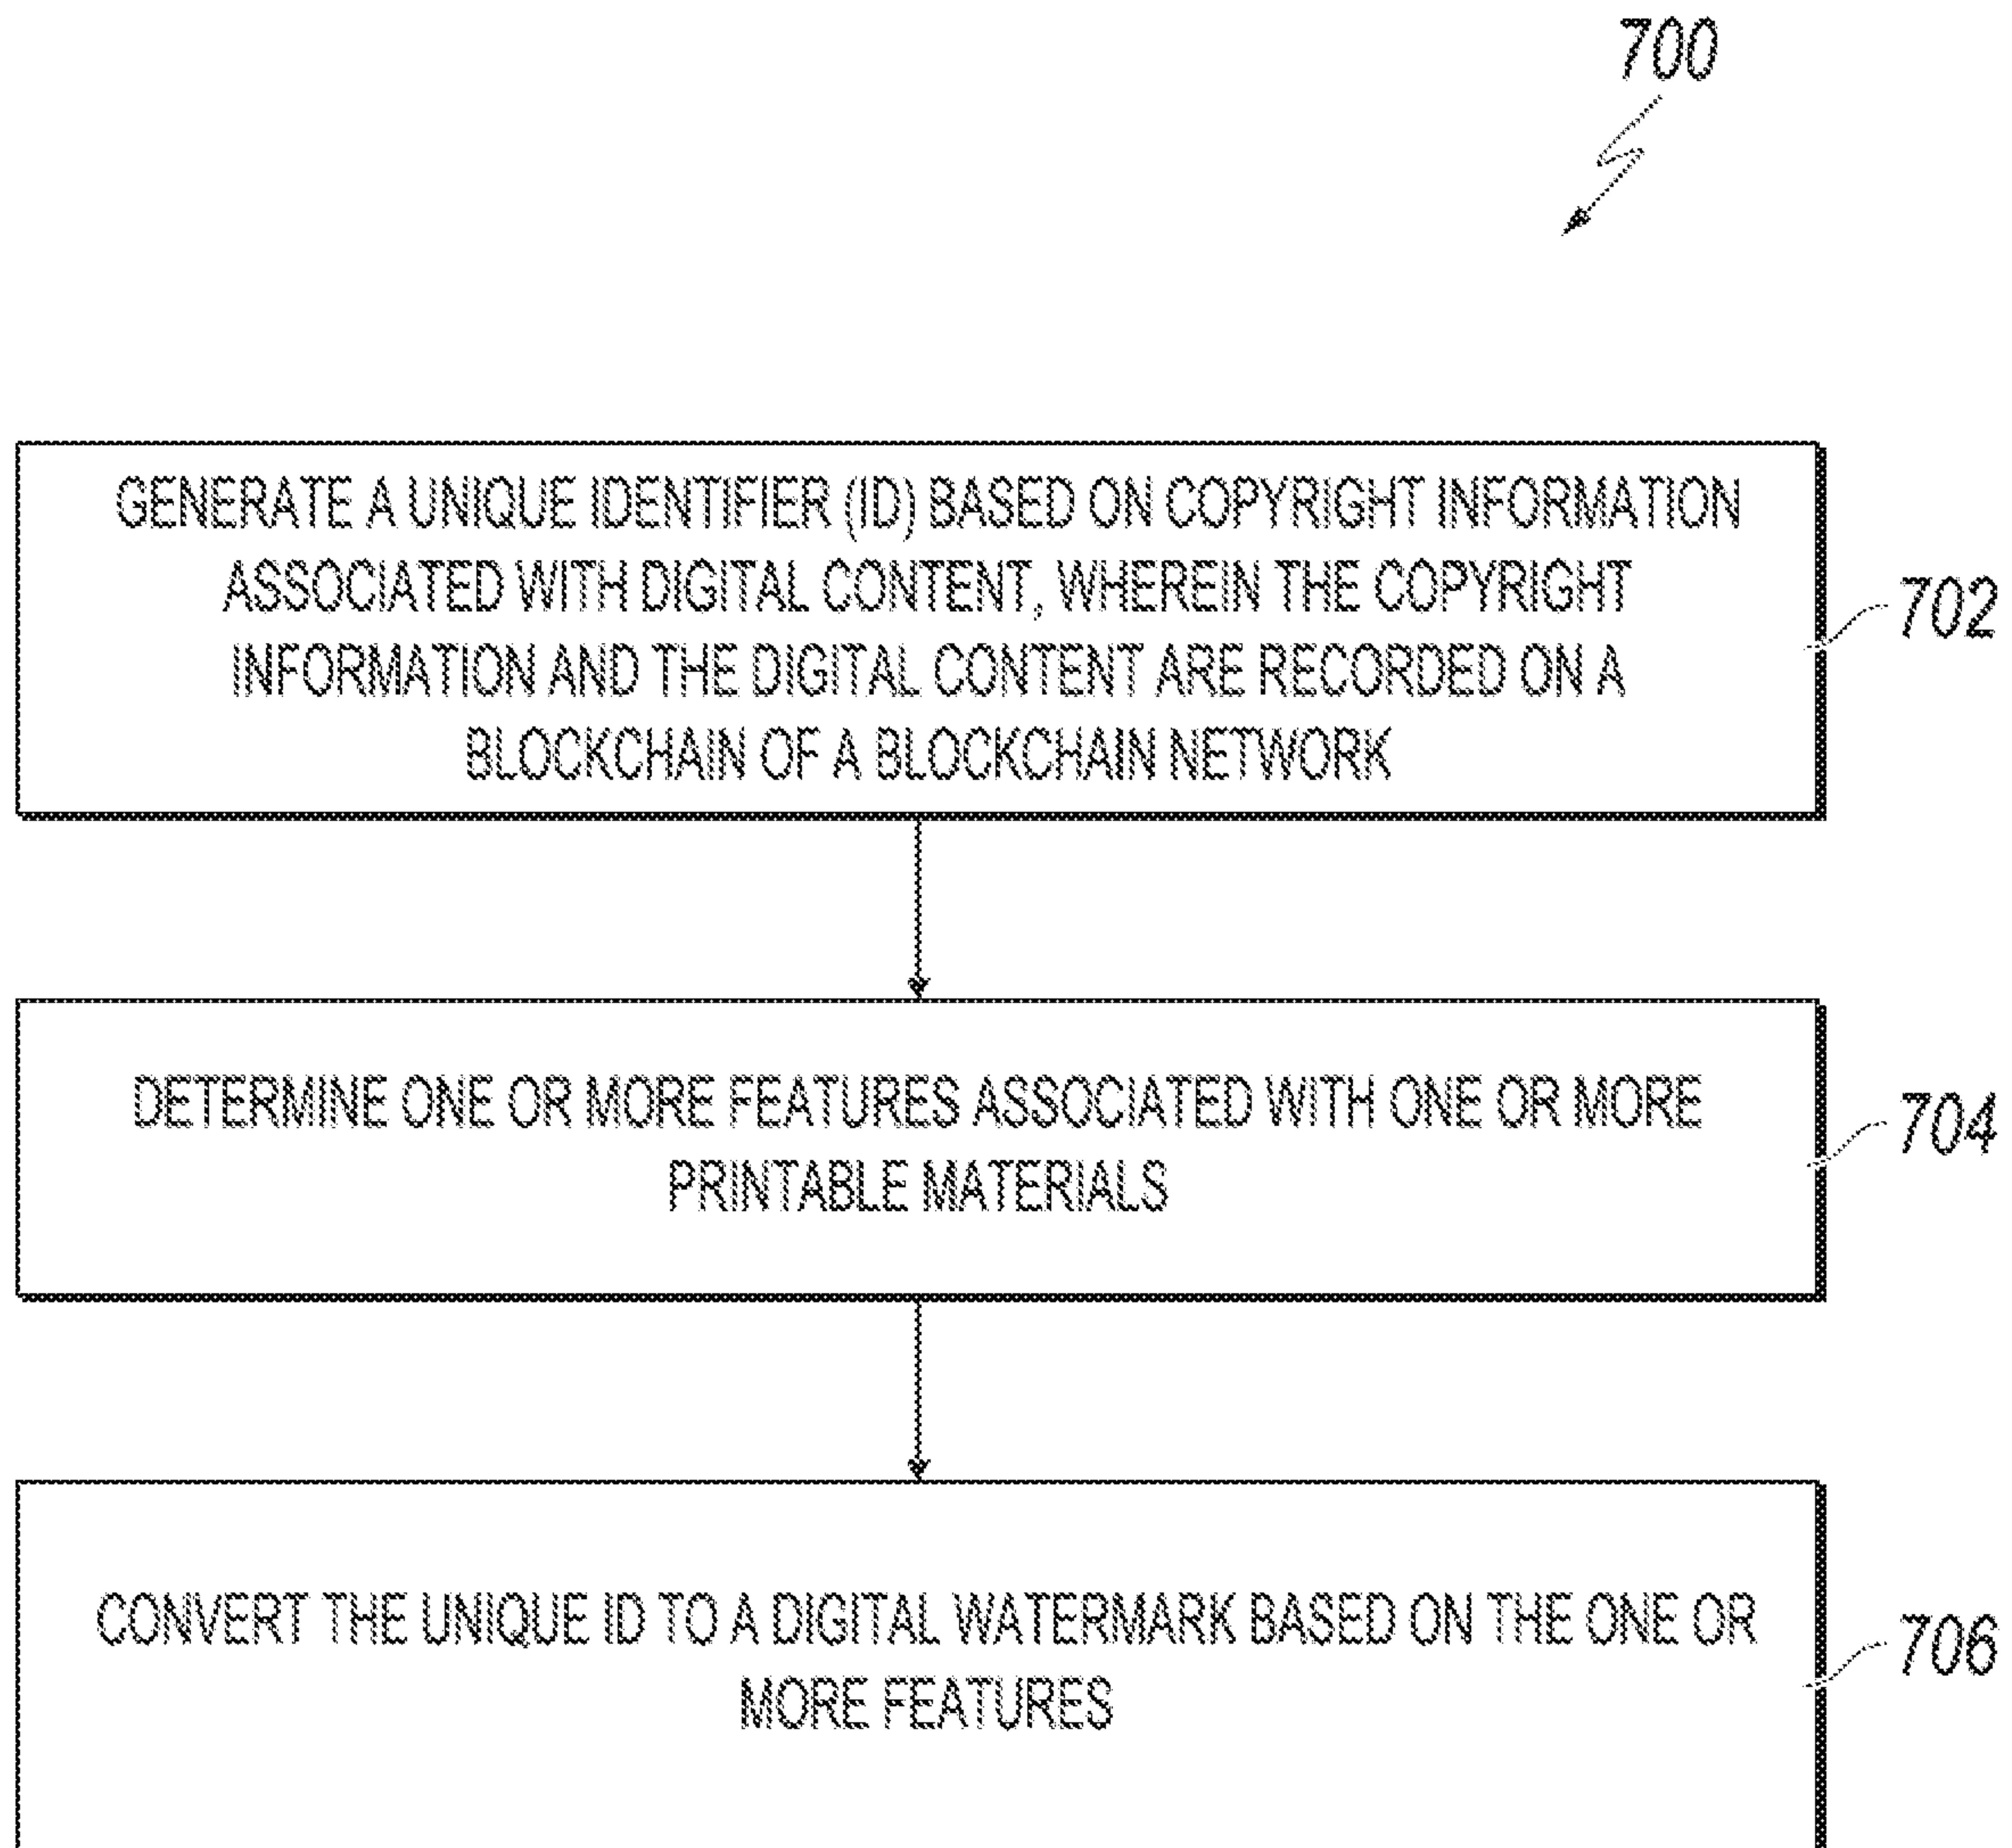 700
GENERATE A UNIQUE IDENTIFIER (ID) BASED ON COPYRIGHT INFORMATION
ASSOCIATED WITH DIGITAL CONTENT, WHEREIN THE COPYRIGHT
INFORMATION AND THE DIGITAL CONTENT ARE RECORDED ON A
BLOCKCHAIN OF A BLOCKCHAIN NETWORK
702
DETERMINE ONE OR MORE FEATURES ASSOCIATED WITH ONE OR MORE
PRINTABLE MATERIALS
704
CONVERT THE UNIQUE ID TO A DIGITAL WATERMARK BASED ON THE ONE OR
MORE FEATURES
706